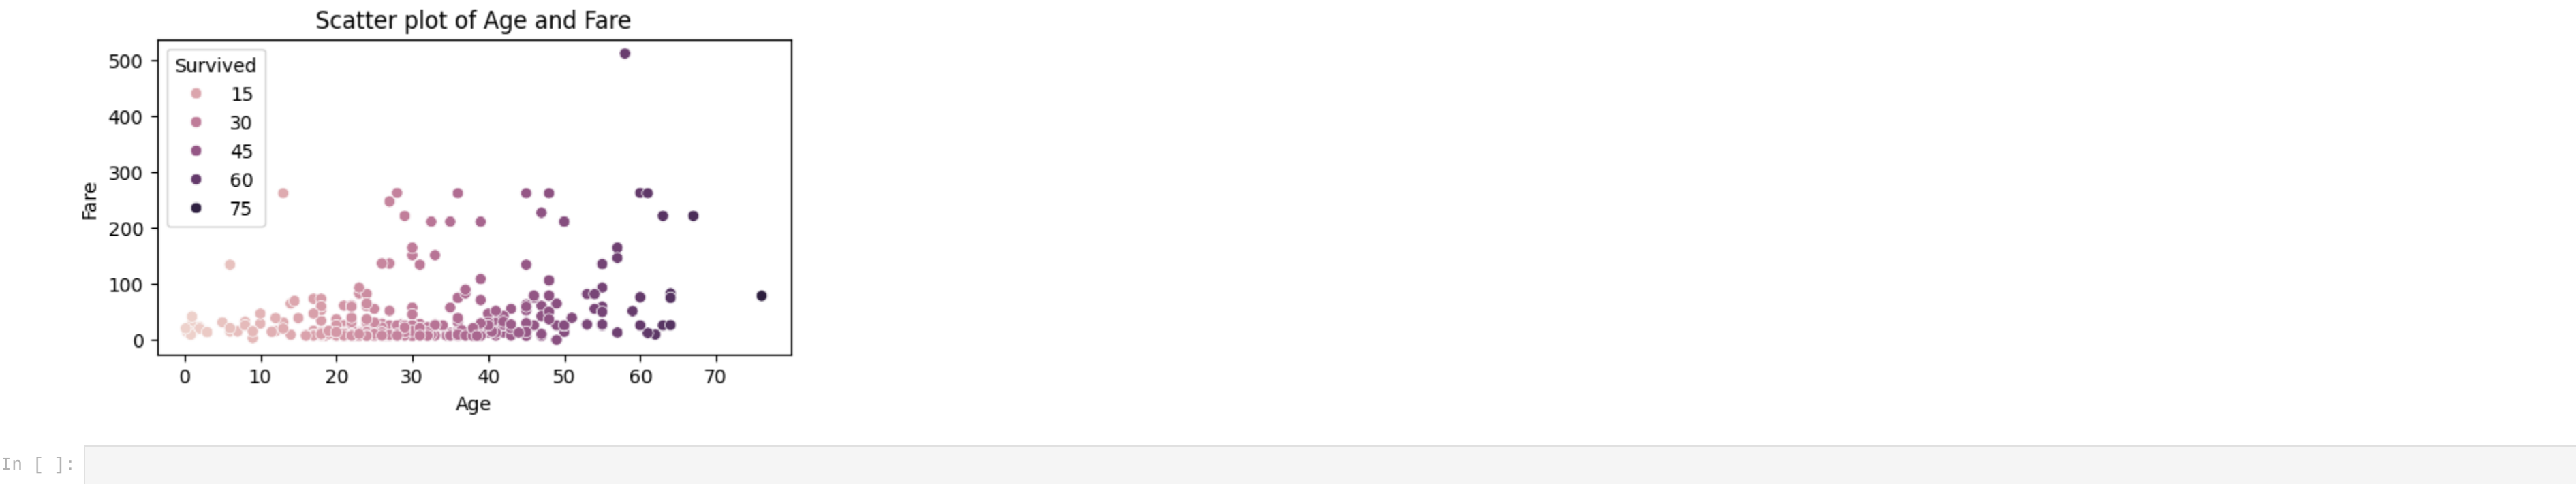 Scatter plot of Age and Fare
Survived
15
30
45
60
75
500
400
300
200
100
0
Fare
0 10 20 30 40 50 60 70
Age
In [ ]: